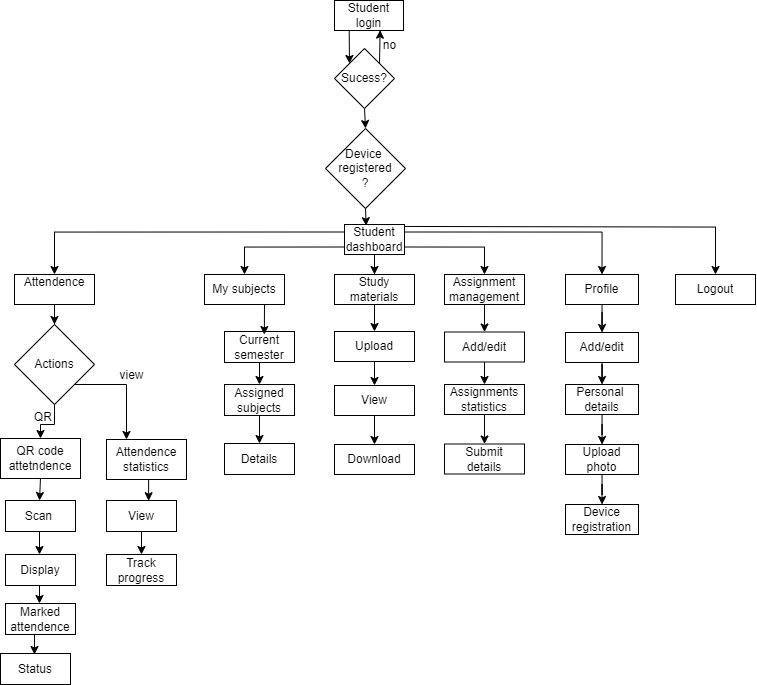 Student
login
no
Sucess?
Device
registered
?
Student
dashboard
Attendence
My subjects
Study
materials
Assignment
management
Profile
Logout
Actions
view
QR
Current
semester
Upload
Add/edit
Add/edit
Assigned
subjects
View
Assignments
statistics
Personal
details
QR code
attetndence
Attendence
statistics
Details
Download
Submit
details
Upload
photo
Scan
View
Device
registration
Display
Track
progress
Marked
attendence
Status